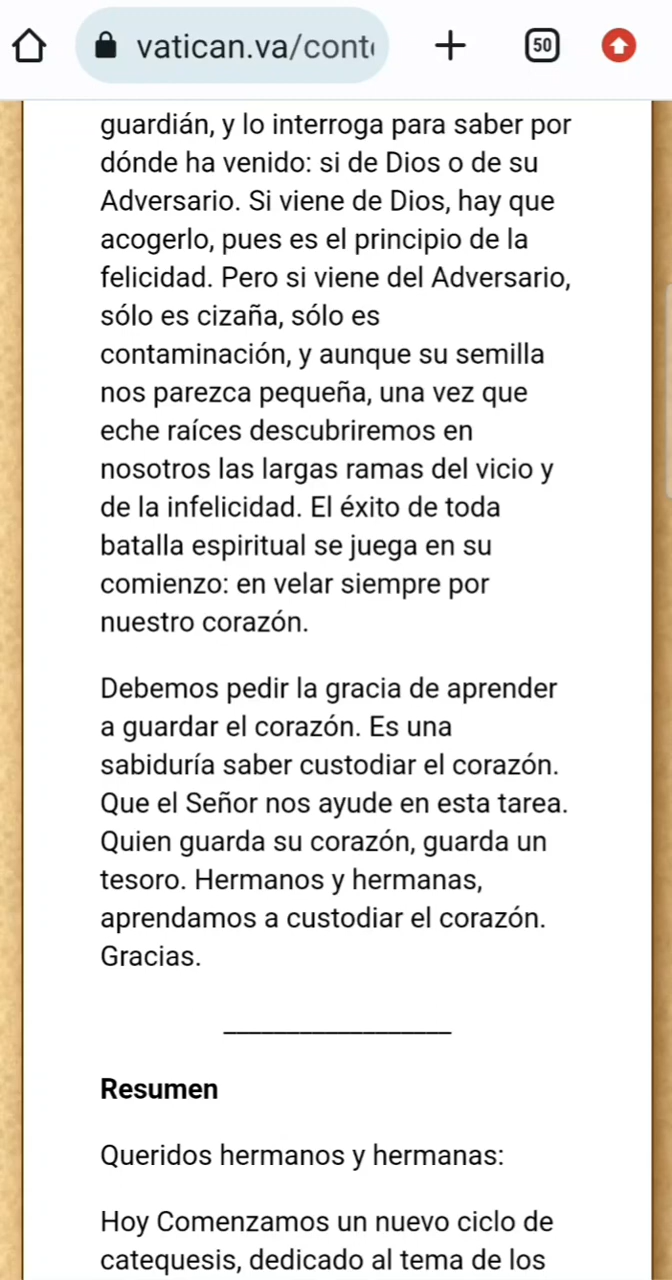 vatican.va/cont
50
guardián, y lo interroga para saber por
dónde ha venido: si de Dios o de su
Adversario. Si viene de Dios, hay que
acogerlo, pues es el principio de la
felicidad. Pero si viene del Adversario,
sólo es cizaña, sólo es
contaminación, y aunque su semilla
nos parezca pequeña, una vez que
eche raíces descubriremos en
nosotros las largas ramas del vicio y
de la infelicidad. El éxito de toda
batalla espiritual se juega en su
comienzo: en velar siempre por
nuestro corazón.
Debemos pedir la gracia de aprender
a guardar el corazón. Es una
sabiduría saber custodiar el corazón.
Que el Señor nos ayude en esta tarea.
Quien guarda su corazón, guarda un
tesoro. Hermanos y hermanas,
aprendamos a custodiar el corazón.
Gracias.
Resumen
Queridos hermanos y hermanas:
Hoy Comenzamos un nuevo ciclo de
catequesis, dedicado al tema de los